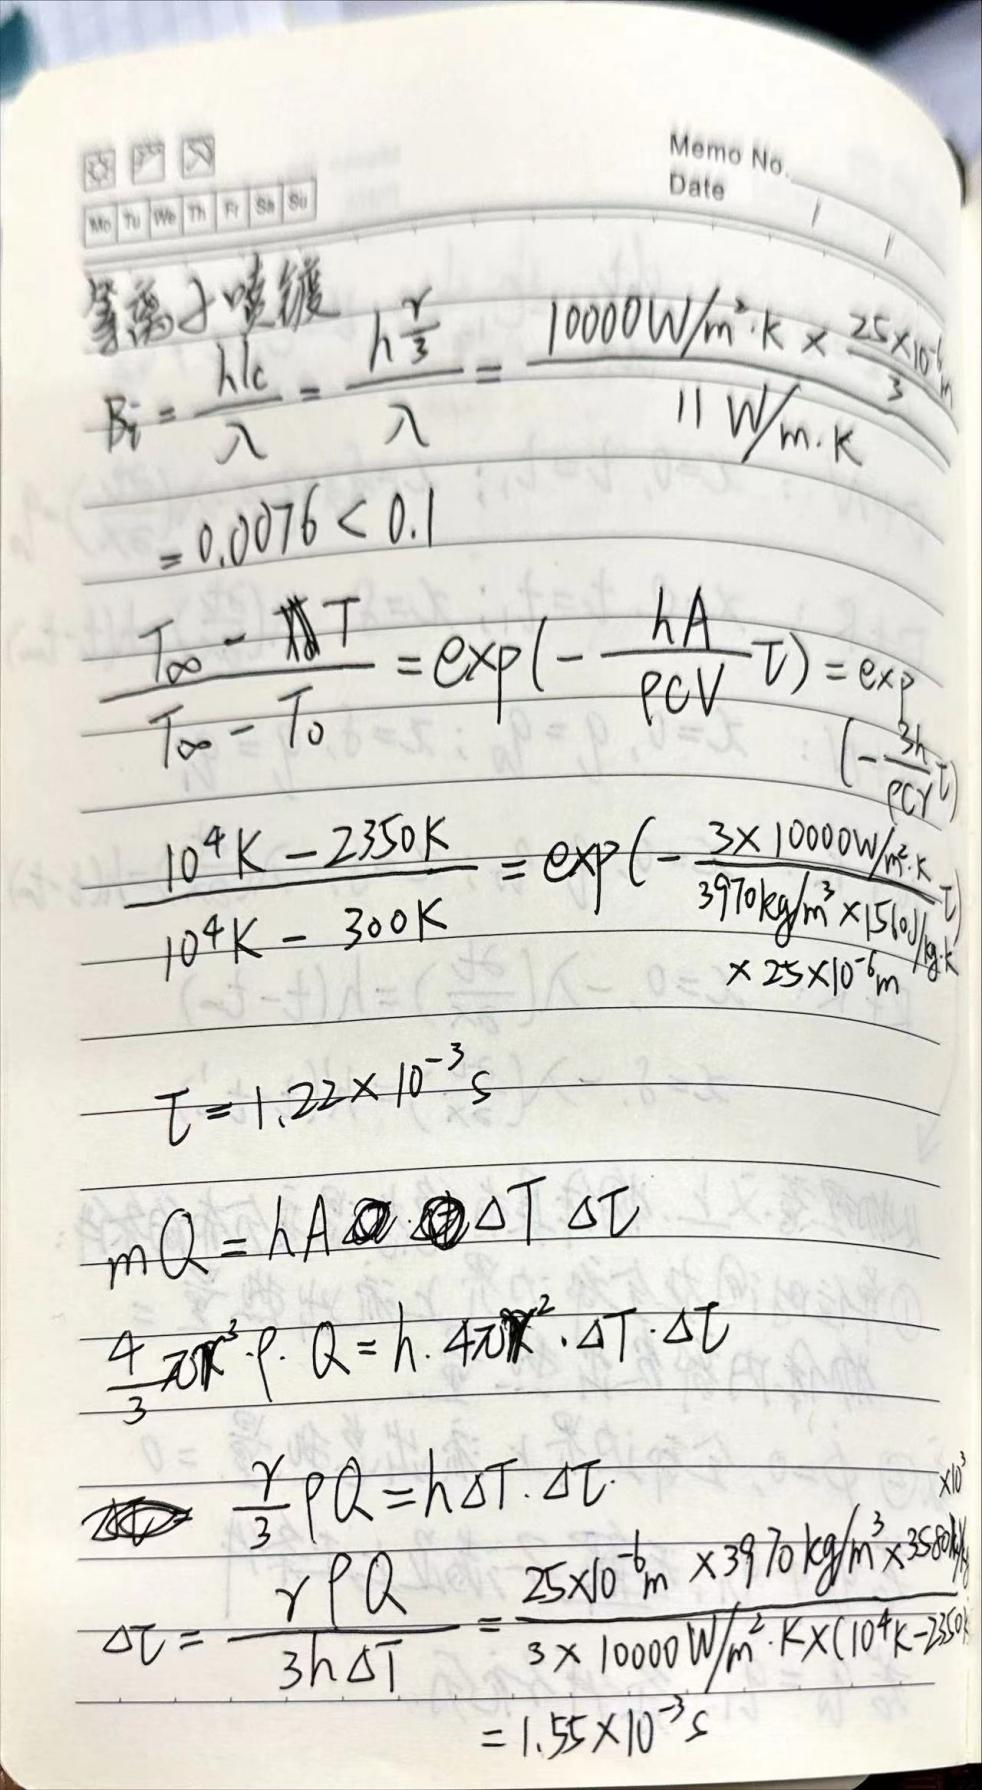 Memo No.
Date
Mo Tu We Th Fr Sa Su
等离子喷镀
Bi = hlc/λ = h r/3 / λ = 10000W/m²·K × 25×10⁻⁶m/3 / 11 W/m·K
= 0.0076 < 0.1
T∞ - T / T∞ - T₀ = exp(- hA/ρCV τ) = exp
(- 3h/ρCr τ)
10⁴K - 2350K / 10⁴K - 300K = exp(- 3×10000W/m²·K / 3970kg/m³×1560J/kg·K × 25×10⁻⁶m τ)
τ = 1.22×10⁻³s
mQ = hA ΔT Δτ
4/3 πr³·ρ·Q = h·4πr²·ΔT·Δτ
r/3 ρQ = hΔT·Δτ
Δτ = rρQ / 3hΔT = 25×10⁻⁶m ×3970kg/m³×3580 ×10³ / 3×10000W/m²·K×(10⁴K-2350K
= 1.55×10⁻³s